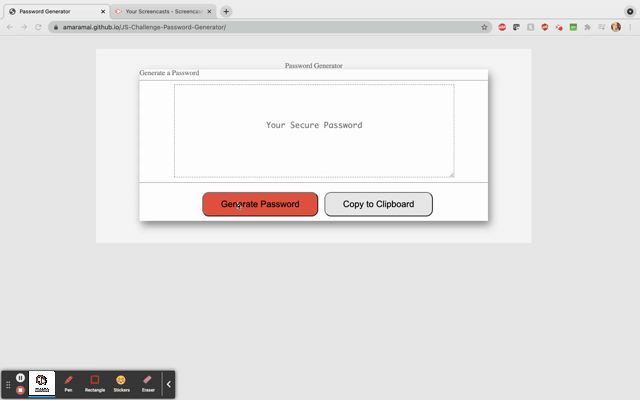 Password Generator
Your Screencasts - Screencas
amaramai.github.io/JS-Challenge-Password-Generator/
Password Generator
Generate a Password
Your Secure Password
Generate Password
Copy to Clipboard
Pen
Rectangle
Stickers
Eraser